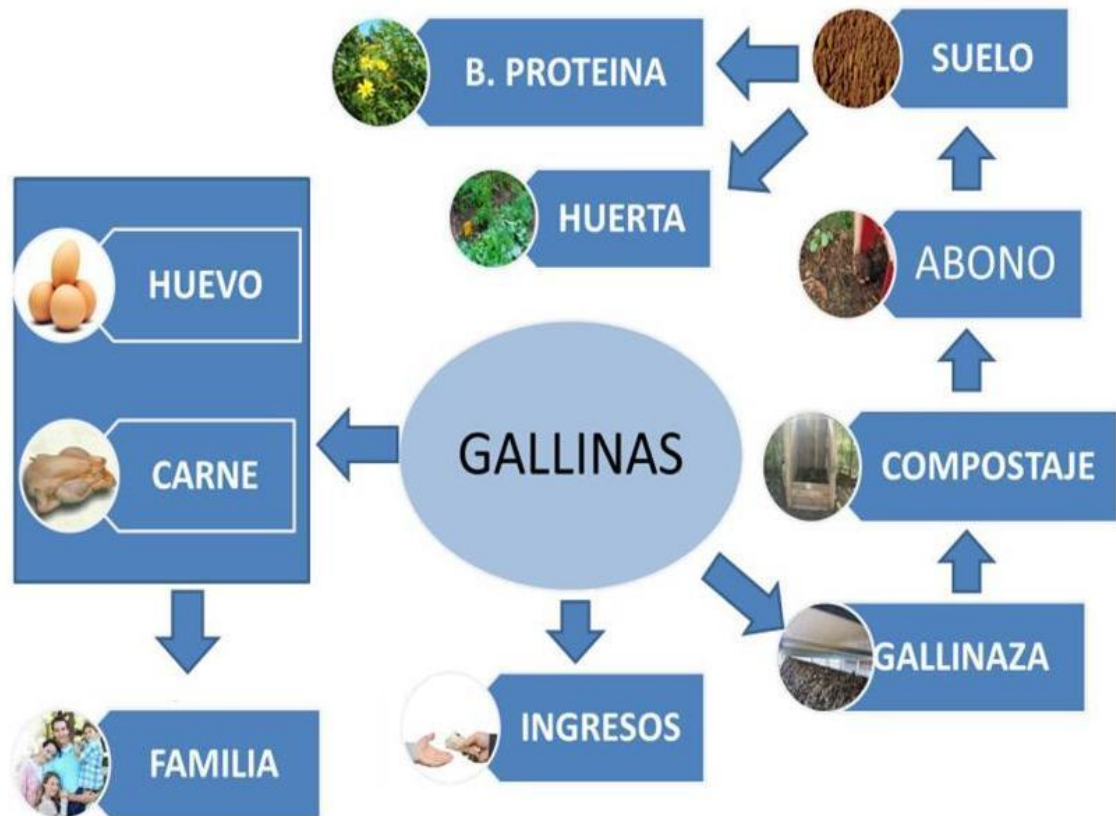 B. PROTEINA
SUELO
HUERTA
HUEVO
ABONO
GALLINAS
CARNE
COMPOSTAJE
GALLINAZA
INGRESOS
FAMILIA